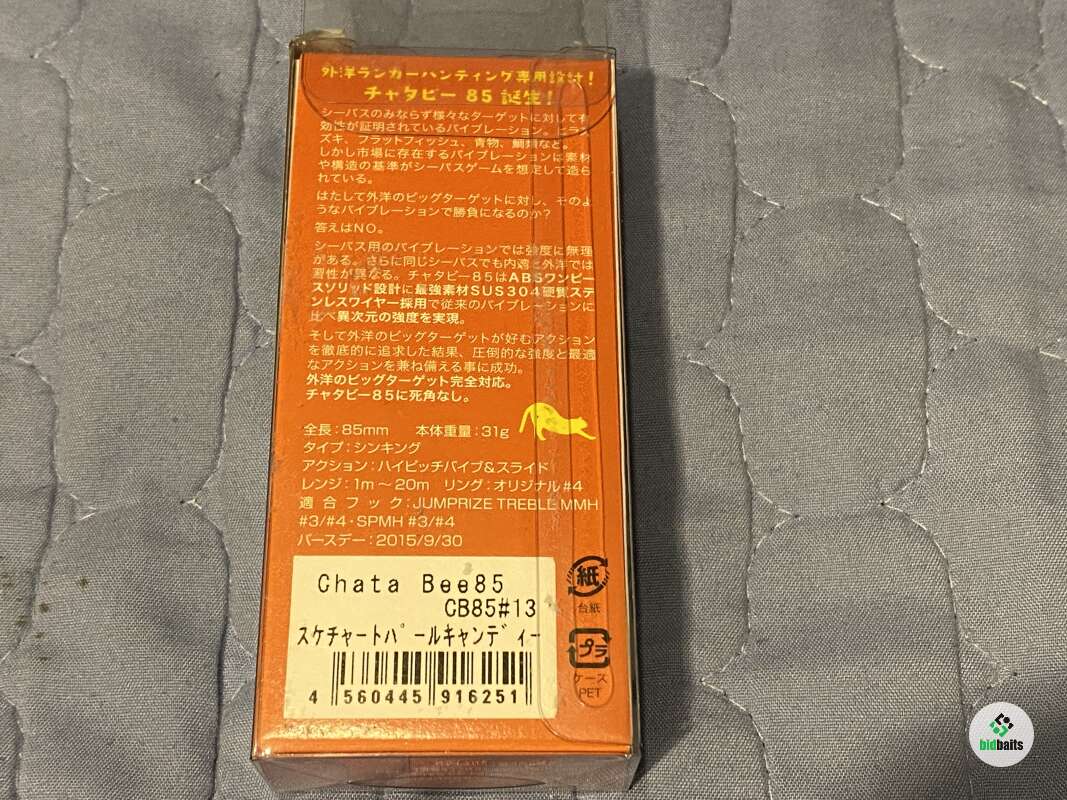 外洋ランカーハンティング専用設計！
チャタビー 85 誕生！
シーバスのみならず様々なターゲットに対して有
効性が証明されているバイブレーション。ヒラス
ズキ、フラットフィッシュ、青物、鯛類など。
しかし市場に存在するバイブレーションは素材
や構造の基準がシーバスゲームを想定して造ら
れている。
はたして外洋のビッグターゲットに対し、そのよ
うなバイブレーションで勝負になるのか？
答えはNO。
シーバス用のバイブレーションでは強度に無理
がある。さらに同じシーバスでも内湾と外洋では
習性が異なる。チャタビー８５はABSワンピー
スソリッド設計に最強素材SUS304硬質ステ
ンレスワイヤー採用で従来のバイブレーションに
比べ異次元の強度を実現。
そして外洋のビッグターゲットが好むアクション
を徹底的に追求した結果、圧倒的な強度と最適
なアクションを兼ね備える事に成功。
外洋のビッグターゲット完全対応。
チャタビー８５に死角なし。
全長：85mm　本体重量：31g
タイプ：シンキング
アクション：ハイピッチバイブ&スライド
レンジ：1m～20m　リング：オリジナル#4
適合フック：JUMPRIZE TREBLE MMH
#3/#4・SPMH #3/#4
バースデー：2015/9/30
Chata Bee85
CB85#13
スケチャートパールキャンディー
4 560445 916251
紙
台紙
プラ
ケース
PET
bidbaits